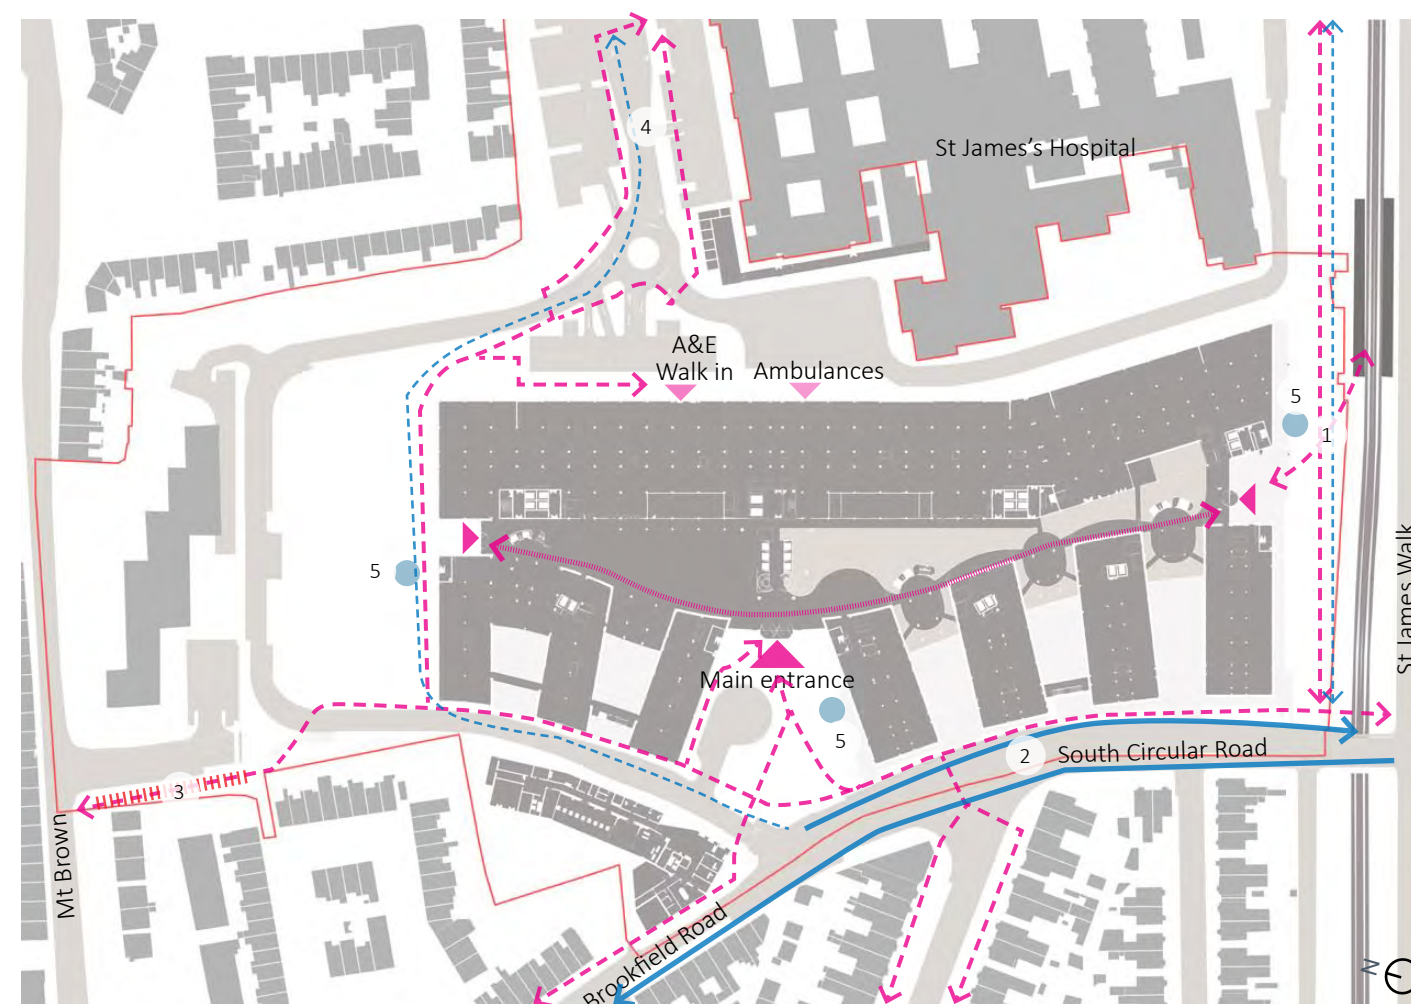 4
St James's Hospital
A&E
Walk in
Ambulances
5
1
5
St James Walk
Main entrance
5
2
South Circular Road
3
Mt Brown
Brookfield Road
N